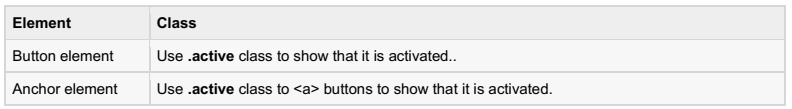 Element Class
Button element Use .active class to show that it is activated..
Anchor element Use .active class to <a> buttons to show that it is activated.